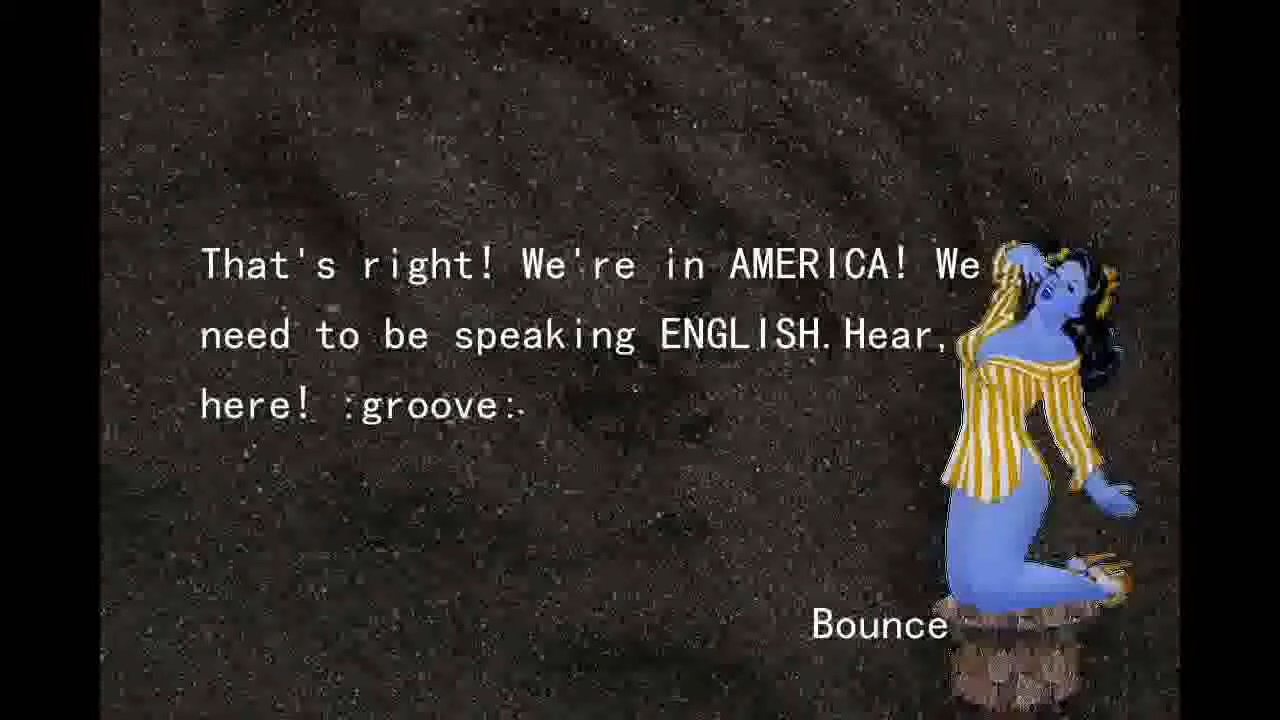 That's right! We're in AMERICA! We
need to be speaking ENGLISH.Hear,
here! :groove:
Bounce